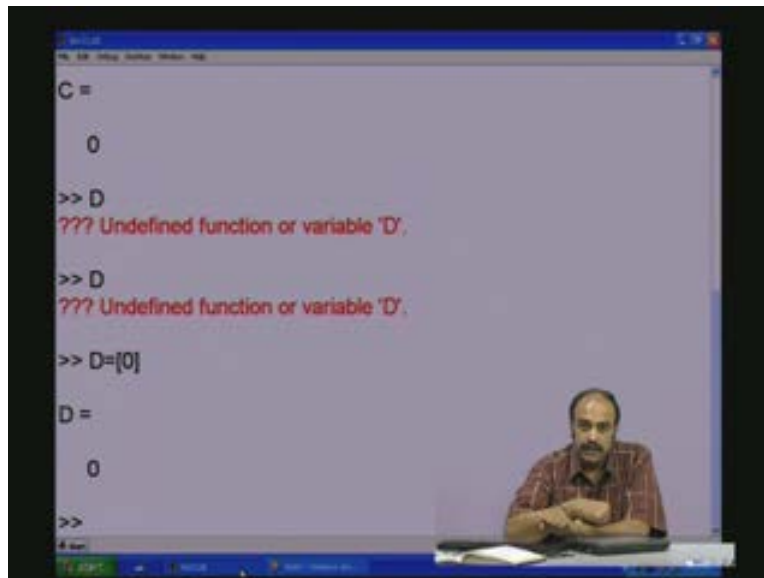 C =
0
>> D
??? Undefined function or variable 'D'.
>> D
??? Undefined function or variable 'D'.
>> D=[0]
D =
0
>>